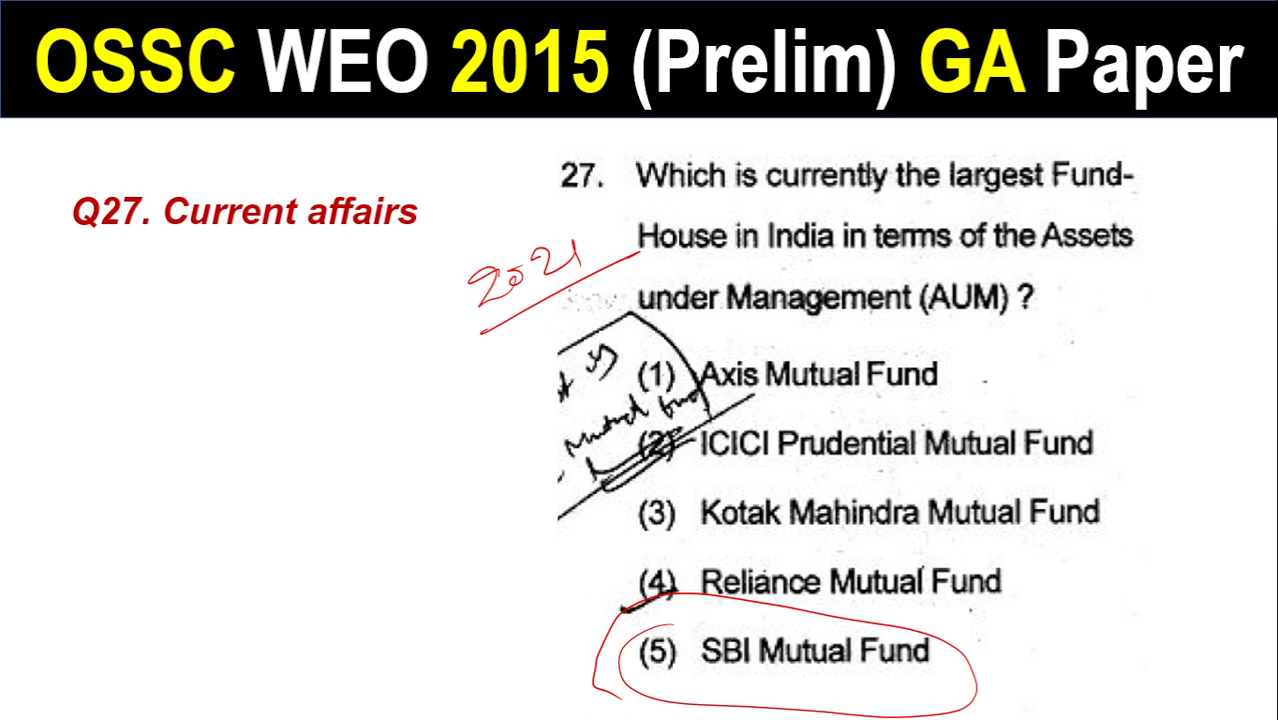 OSSC WEO 2015 (Prelim) GA Paper
Q27. Current affairs
2021
27. Which is currently the largest Fund-
House in India in terms of the Assets
under Management (AUM) ?
(1) Axis Mutual Fund
(2) ICICI Prudential Mutual Fund
(3) Kotak Mahindra Mutual Fund
(4) Reliance Mutual Fund
(5) SBI Mutual Fund
Mutual fund